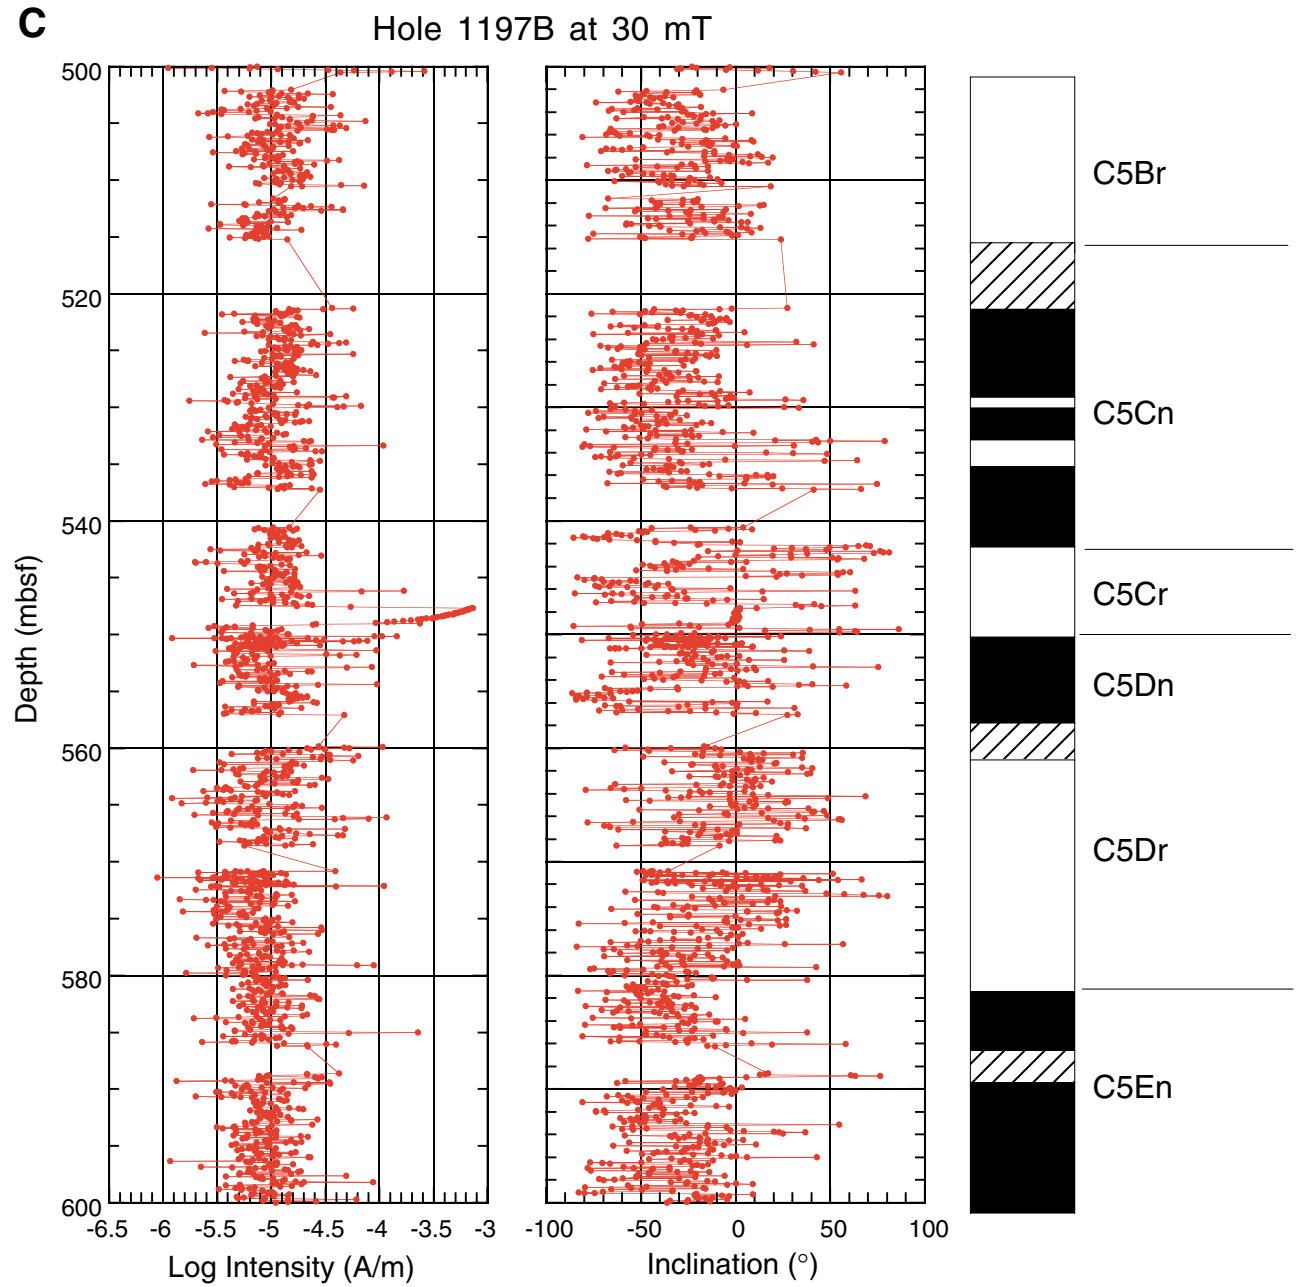 C
Hole 1197B at 30 mT
500
520
540
560
580
600
Depth (mbsf)
-6.5 -6 -5.5 -5 -4.5 -4 -3.5 -3
Log Intensity (A/m)
-100 -50 0 50 100
Inclination (°)
C5Br
C5Cn
C5Cr
C5Dn
C5Dr
C5En